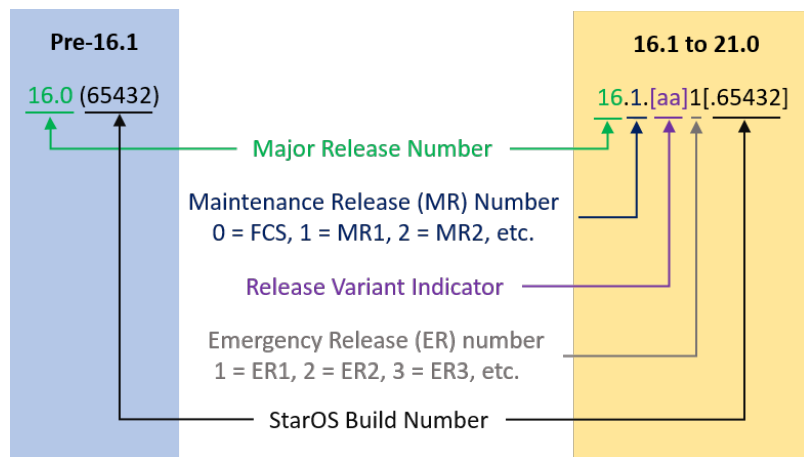 Pre-16.1
16.1 to 21.0
16.0 (65432)
16.1.[aa]1[.65432]
Major Release Number
Maintenance Release (MR) Number
0 = FCS, 1 = MR1, 2 = MR2, etc.
Release Variant Indicator
Emergency Release (ER) number
1 = ER1, 2 = ER2, 3 = ER3, etc.
StarOS Build Number